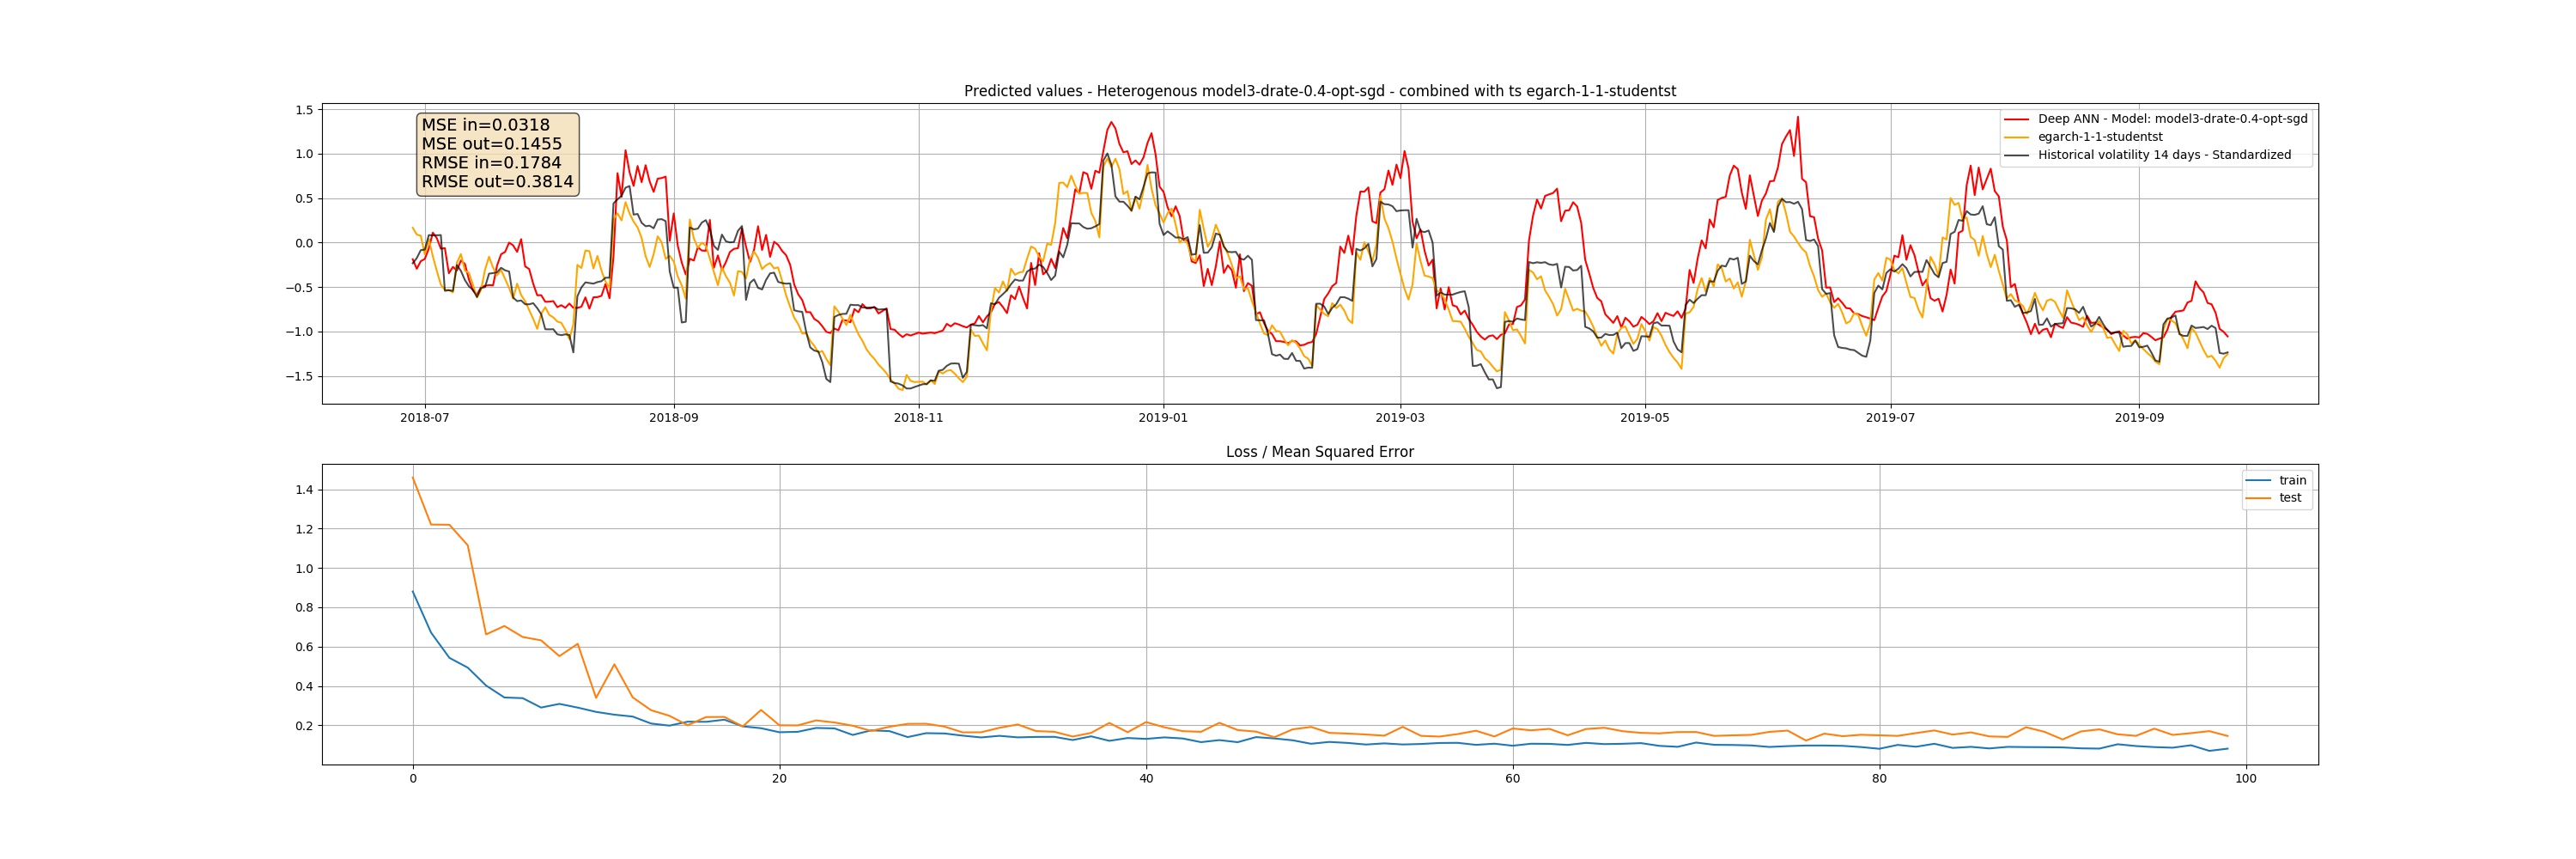 Predicted values - Heterogenous model3-drate-0.4-opt-sgd - combined with ts egarch-1-1-studentst
1.5
1.0
0.5
0.0
−0.5
−1.0
−1.5
MSE in=0.0318
MSE out=0.1455
RMSE in=0.1784
RMSE out=0.3814
Deep ANN - Model: model3-drate-0.4-opt-sgd
egarch-1-1-studentst
Historical volatility 14 days - Standardized
2018-07 2018-09 2018-11 2019-01 2019-03 2019-05 2019-07 2019-09
Loss / Mean Squared Error
1.4
1.2
1.0
0.8
0.6
0.4
0.2
train
test
0 20 40 60 80 100